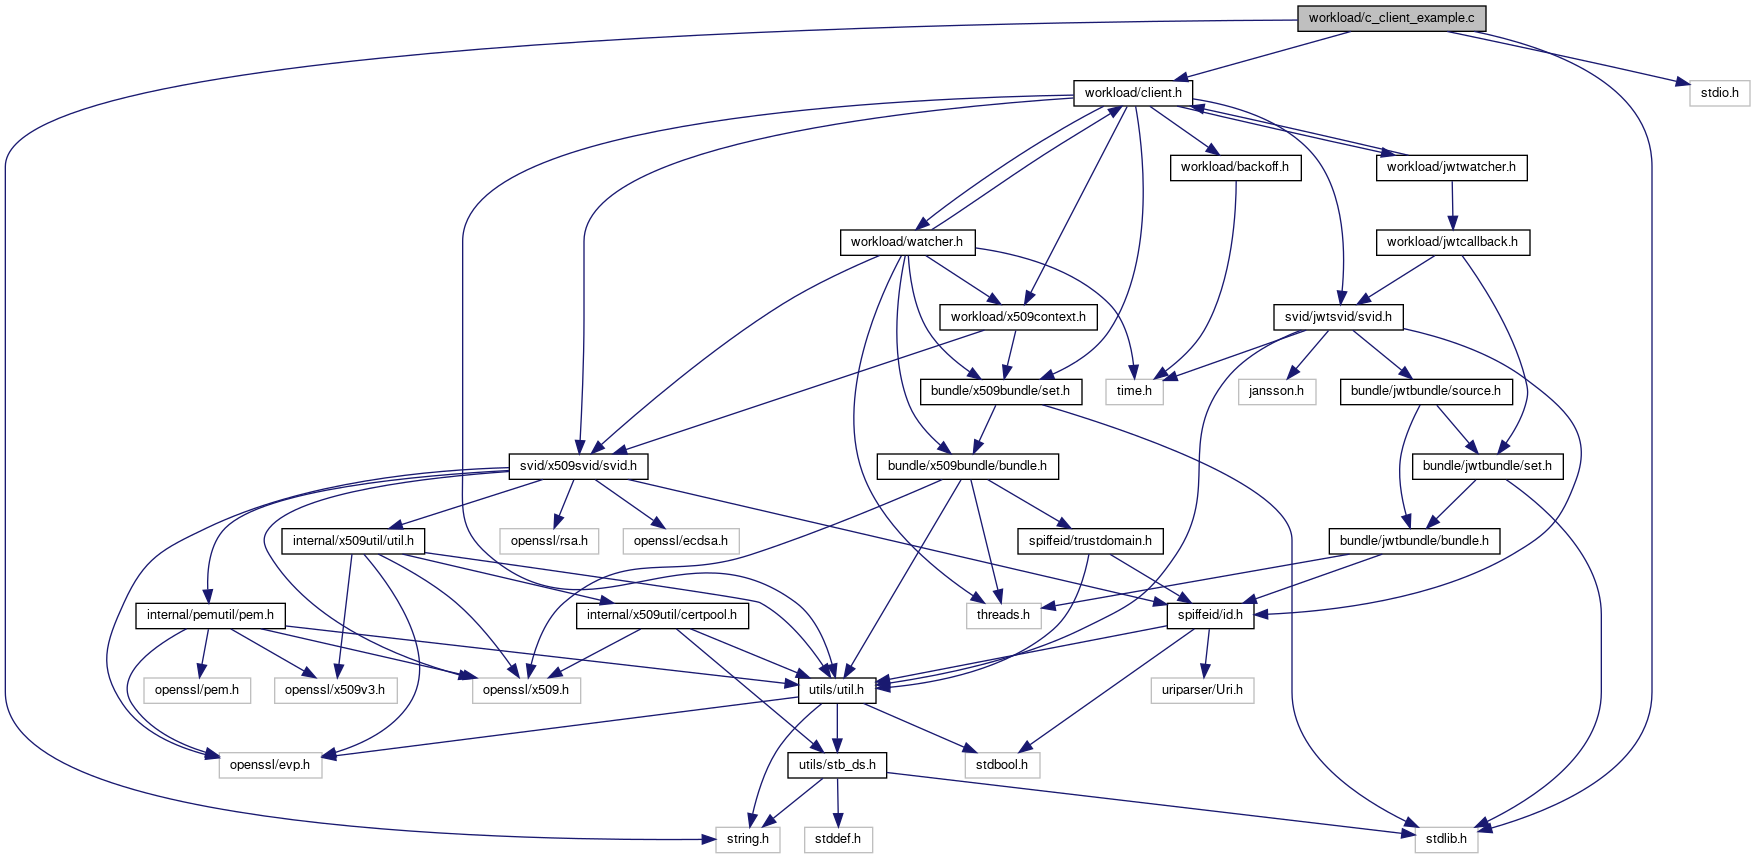 workload/c_client_example.c
workload/client.h
stdio.h
workload/backoff.h
workload/jwtwatcher.h
workload/watcher.h
workload/jwtcallback.h
workload/x509context.h
svid/jwtsvid/svid.h
bundle/x509bundle/set.h
time.h
jansson.h
bundle/jwtbundle/source.h
svid/x509svid/svid.h
bundle/x509bundle/bundle.h
bundle/jwtbundle/set.h
internal/x509util/util.h
openssl/rsa.h
openssl/ecdsa.h
spiffeid/trustdomain.h
bundle/jwtbundle/bundle.h
internal/pemutil/pem.h
internal/x509util/certpool.h
threads.h
spiffeid/id.h
openssl/pem.h
openssl/x509v3.h
openssl/x509.h
utils/util.h
uriparser/Uri.h
openssl/evp.h
utils/stb_ds.h
stdbool.h
string.h
stddef.h
stdlib.h